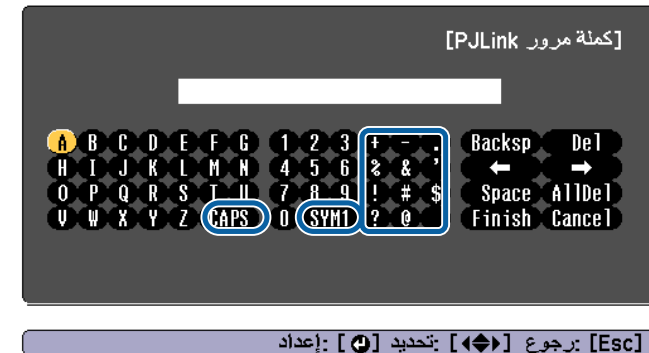 [كملة مرور PJLink]
A B C D E F G 1 2 3 + - . Backsp Del
H I J K L M N 4 5 6 % & ' ← →
O P Q R S T U 7 8 9 ! # $ Space AllDel
V W X Y Z CAPS 0 SYM1 ? @ Finish Cancel
[Esc] :رجوع [◆] :تحديد [↵] :إعداد